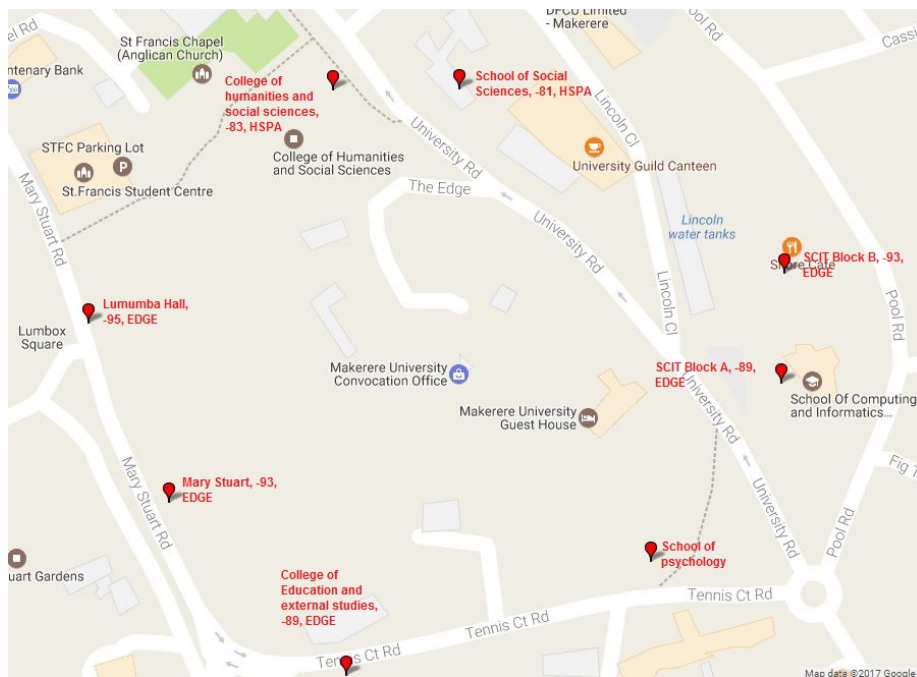 DFCU Limited
- Makerere
Pool Rd
Cassi
el Rd
St Francis Chapel
(Anglican Church)
entenary Bank
College of
humanities and
social sciences,
-83, HSPA
School of Social
Sciences, -81, HSPA
University Rd
Lincoln Cl
STFC Parking Lot
College of Humanities
and Social Sciences
University Guild Canteen
St.Francis Student Centre
The Edge
Mary Stuart Rd
University Rd
Lincoln
water tanks
SCIT Block B, -93,
EDGE
Lumumba Hall,
-95, EDGE
Lincoln Cl
Pool Rd
Lumbox
Square
Makerere University
Convocation Office
SCIT Block A, -89,
EDGE
School Of Computing
and Informatics...
University Rd
Makerere University
Guest House
Mary Stuart Rd
Mary Stuart, -93,
EDGE
Fig T
University Rd
Pool Rd
School of
psychology
uart Gardens
College of
Education and
external studies,
-89, EDGE
Tennis Ct Rd
Tennis Ct Rd
Tennis Ct Rd
Map data ©2017 Google